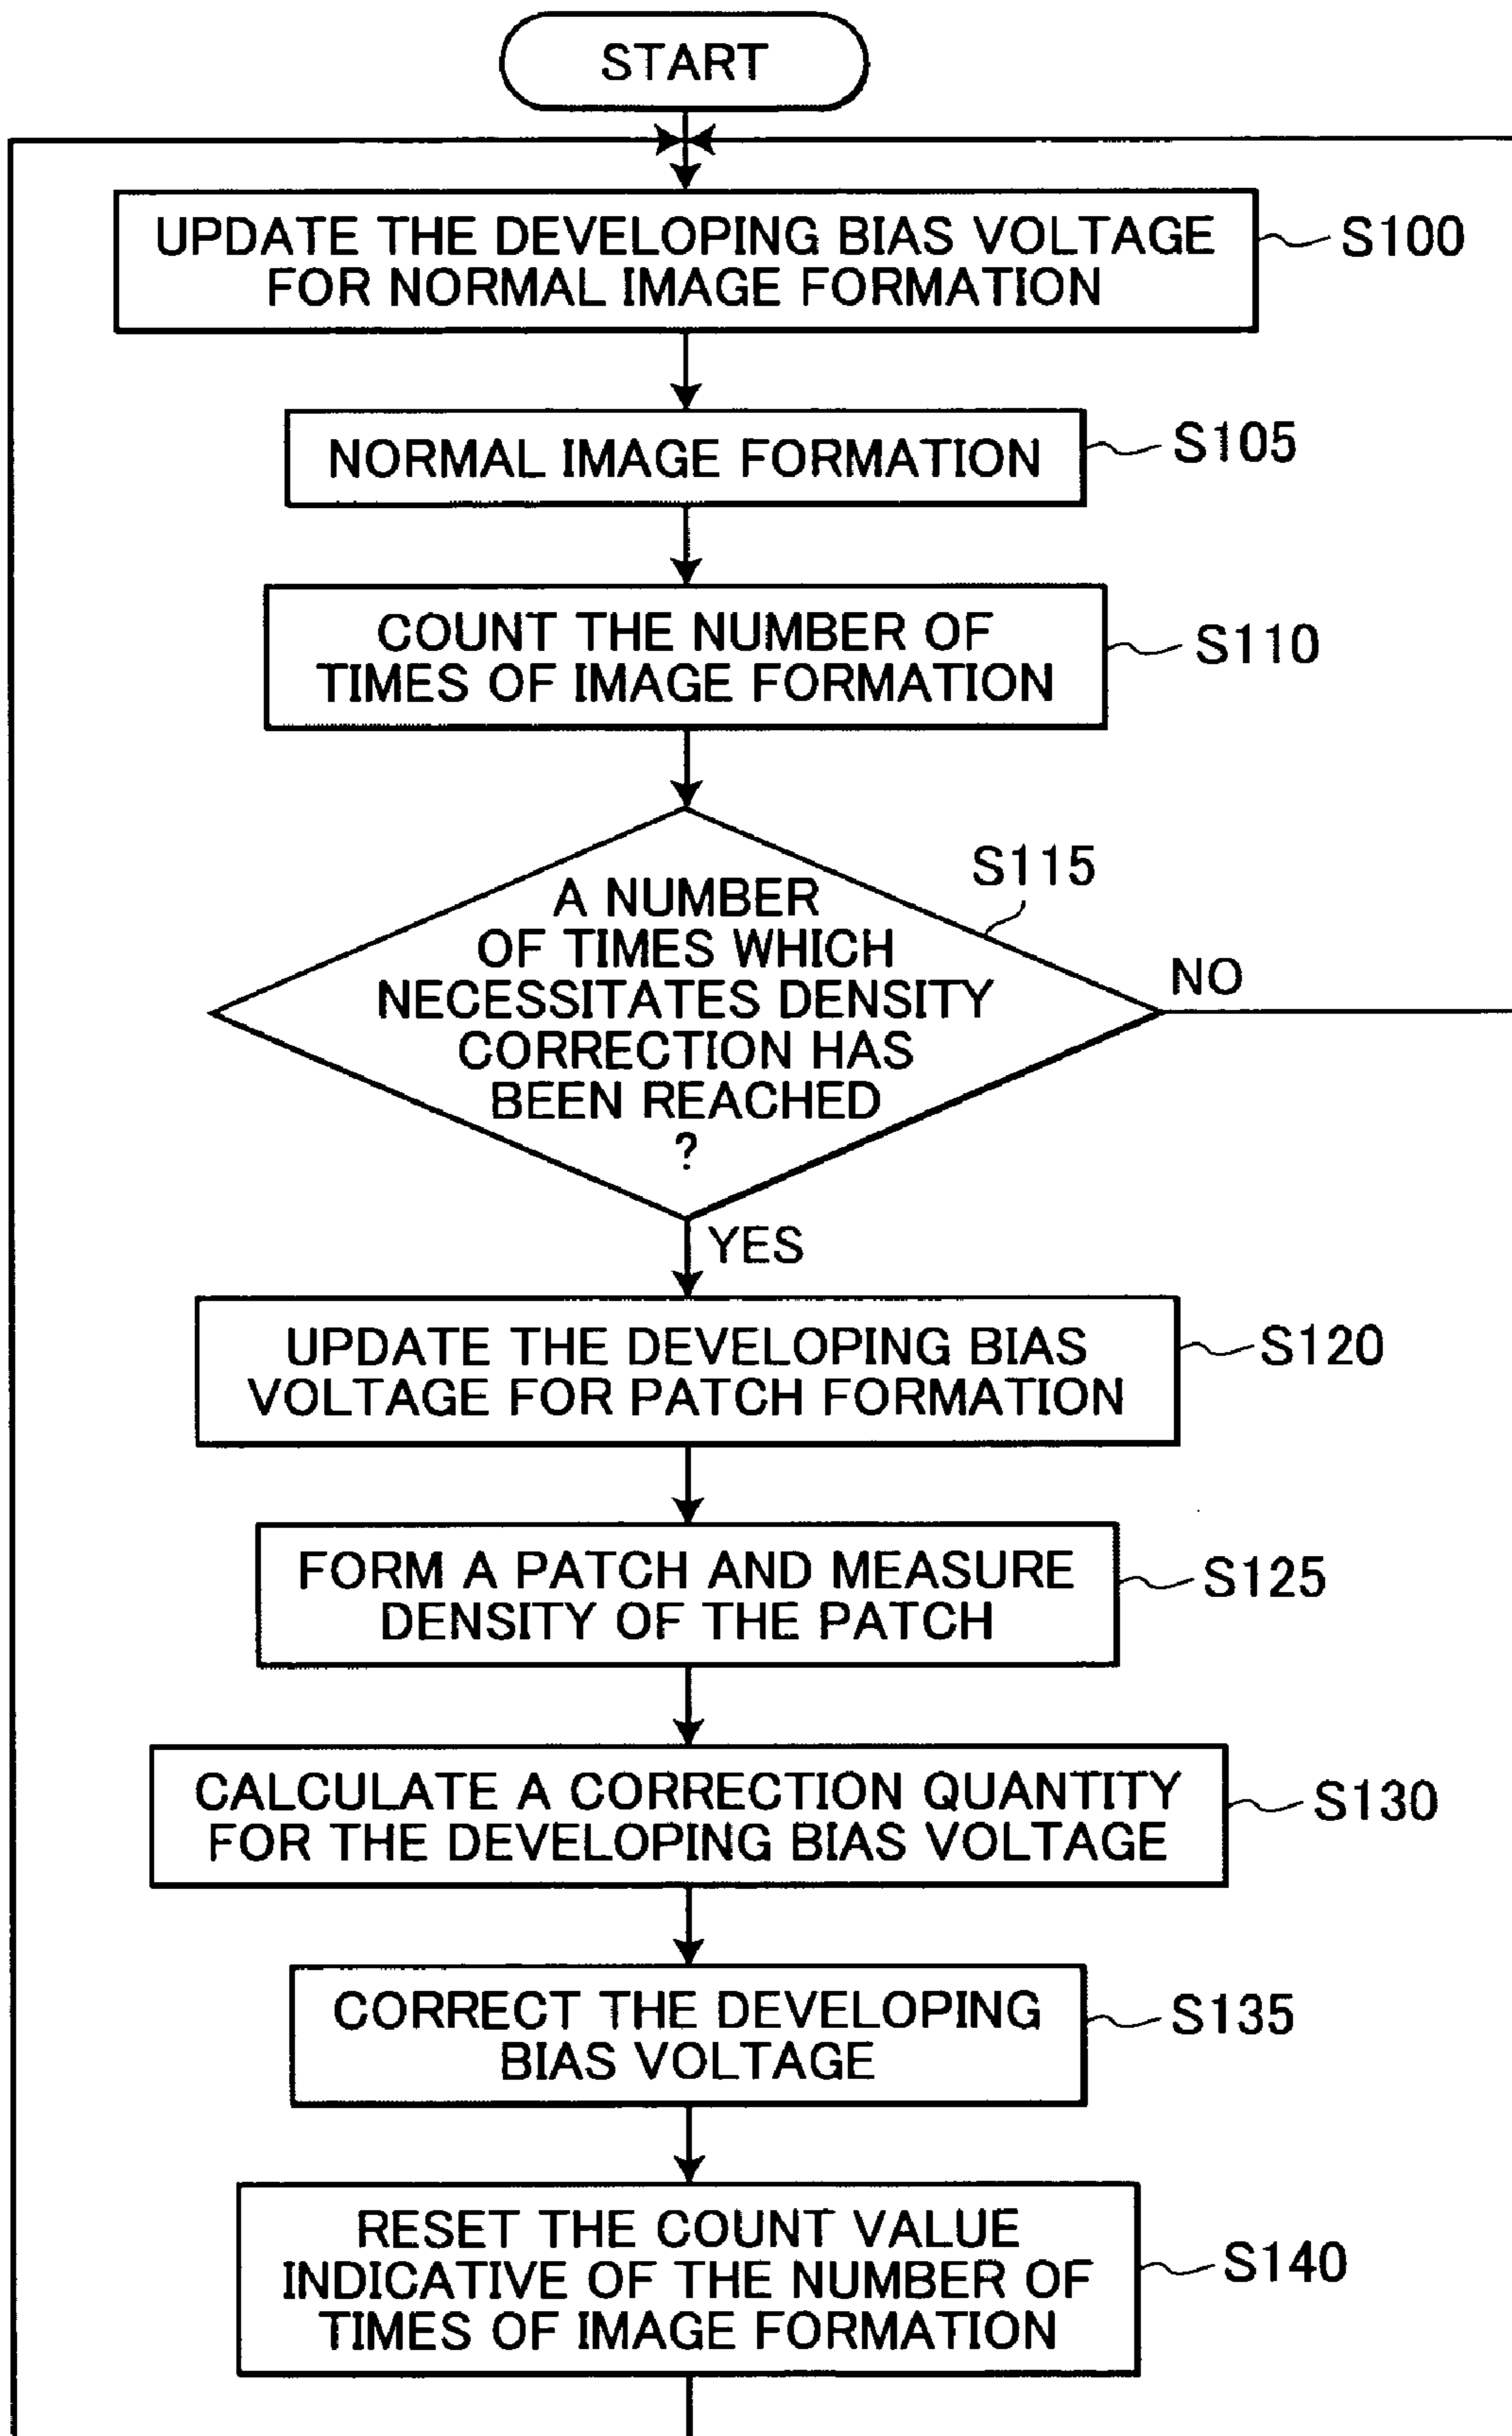 START
UPDATE THE DEVELOPING BIAS VOLTAGE
FOR NORMAL IMAGE FORMATION
S100
NORMAL IMAGE FORMATION
S105
COUNT THE NUMBER OF
TIMES OF IMAGE FORMATION
S110
S115
A NUMBER
OF TIMES WHICH
NECESSITATES DENSITY
CORRECTION HAS
BEEN REACHED
?
NO
YES
UPDATE THE DEVELOPING BIAS
VOLTAGE FOR PATCH FORMATION
S120
FORM A PATCH AND MEASURE
DENSITY OF THE PATCH
S125
CALCULATE A CORRECTION QUANTITY
FOR THE DEVELOPING BIAS VOLTAGE
S130
CORRECT THE DEVELOPING
BIAS VOLTAGE
S135
RESET THE COUNT VALUE
INDICATIVE OF THE NUMBER OF
TIMES OF IMAGE FORMATION
S140